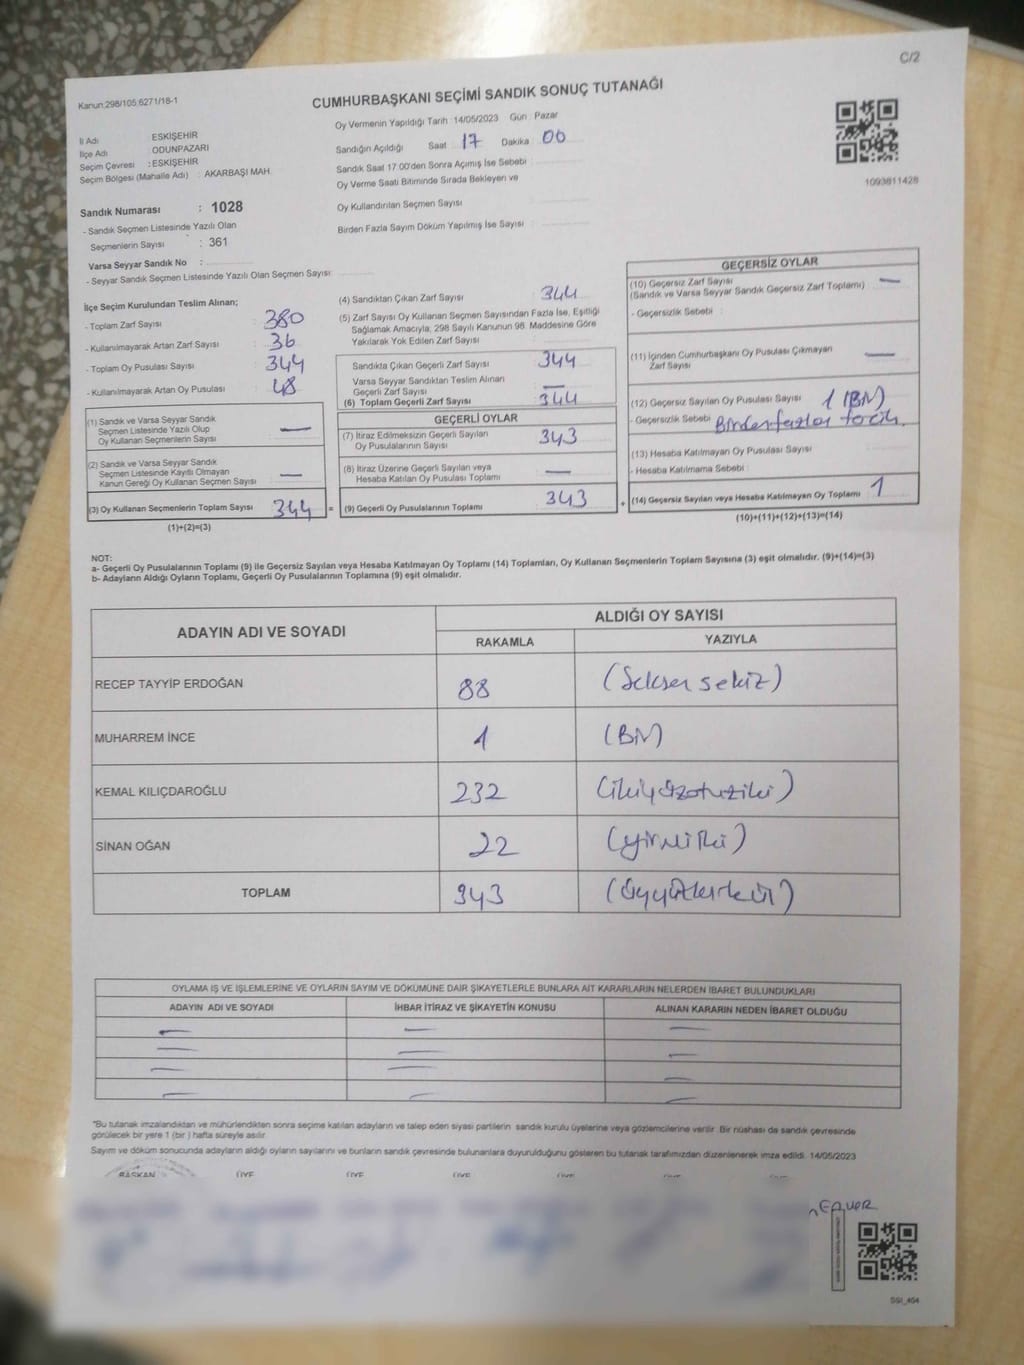 C/2
Kanun;298/105;6271/18-1
CUMHURBAŞKANI SEÇİMİ SANDIK SONUÇ TUTANAĞI
İl Adı : ESKİŞEHİR
İlçe Adı : ODUNPAZARI
Seçim Çevresi : ESKİŞEHİR
Seçim Bölgesi (Mahalle Adı) : AKARBAŞI MAH.
Oy Vermenin Yapıldığı Tarih :14/05/2023 Gün : Pazar
Sandığın Açıldığı Saat 17 Dakika 00
Sandık Saat 17:00'den Sonra Açımış İse Sebebi :
Oy Verme Saati Bitiminde Sırada Bekleyen ve
Oy Kullandırılan Seçmen Sayısı :
Birden Fazla Sayım Döküm Yapılmış İse Sayısı :
1093811428
Sandık Numarası : 1028
- Sandık Seçmen Listesinde Yazılı Olan
Seçmenlerin Sayısı : 361
Varsa Seyyar Sandık No :
- Seyyar Sandık Seçmen Listesinde Yazılı Olan Seçmen Sayısı:
İlçe Seçim Kurulundan Teslim Alınan;
- Toplam Zarf Sayısı : 380
- Kullanılmayarak Artan Zarf Sayısı : 36
- Toplam Oy Pusulası Sayısı : 344
- Kullanılmayarak Artan Oy Pusulası : 48
(1) Sandık ve Varsa Seyyar Sandık
Seçmen Listesinde Yazılı Olup
Oy Kullanan Seçmenlerin Sayısı : —
(2) Sandık ve Varsa Seyyar Sandık
Seçmen Listesinde Kayıtlı Olmayan
Kanun Gereği Oy Kullanan Seçmen Sayısı : —
(3) Oy Kullanan Seçmenlerin Toplam Sayısı 344 =
(1)+(2)=(3)
(4) Sandıktan Çıkan Zarf Sayısı : 344
(5) Zarf Sayısı Oy Kullanan Seçmen Sayısından Fazla İse, Eşitliği
Sağlamak Amacıyla; 298 Sayılı Kanunun 98. Maddesine Göre
Yakılarak Yok Edilen Zarf Sayısı :
Sandıkta Çıkan Geçerli Zarf Sayısı : 344
Varsa Seyyar Sandıktan Teslim Alınan
Geçerli Zarf Sayısı : —
(6) Toplam Geçerli Zarf Sayısı : 344
GEÇERLİ OYLAR
(7) İtiraz Edilmeksizin Geçerli Sayılan
Oy Pusulasının Sayısı : 343
(8) İtiraz Üzerine Geçerli Sayılan veya
Hesaba Katılan Oy Pusulası Toplamı : —
(9) Geçerli Oy Pusulalarının Toplamı : 343 +
GEÇERSİZ OYLAR
(10) Geçersiz Zarf Sayısı
(Sandık ve Varsa Seyyar Sandık Geçersiz Zarf Toplamı) : —
- Geçersizlik Sebebi :
(11) İçinden Cumhurbaşkanı Oy Pusulası Çıkmayan
Zarf Sayısı : —
(12) Geçersiz Sayılan Oy Pusulası Sayısı : 1 (Bir)
- Geçersizlik Sebebi : Birden fazla tercih.
(13) Hesaba Katılmayan Oy Pusulası Sayısı :
- Hesaba Katılmama Sebebi :
(14) Geçersiz Sayılan veya Hesaba Katılmayan Oy Toplamı : 1
(10)+(11)+(12)+(13)=(14)
NOT:
a- Geçerli Oy Pusulalarının Toplamı (9) ile Geçersiz Sayılan veya Hesaba Katılmayan Oy Toplamı (14) Toplamları, Oy Kullanan Seçmenlerin Toplam Sayısına (3) eşit olmalıdır. (9)+(14)=(3)
b- Adayların Aldığı Oyların Toplamı, Geçerli Oy Pusulalarının Toplamına (9) eşit olmalıdır.
ADAYIN ADI VE SOYADI ALDIĞI OY SAYISI
RAKAMLA YAZIYLA
RECEP TAYYİP ERDOĞAN 88 (Seksen sekiz)
MUHARREM İNCE 1 (Bir)
KEMAL KILIÇDAROĞLU 232 (ikiyüzotuziki)
SİNAN OĞAN 22 (yirmiiki)
TOPLAM 343 (Üçyüzkırküç)
OYLAMA İŞ VE İŞLEMLERİNE VE OYLARIN SAYIM VE DÖKÜMÜNE DAİR ŞİKAYETLERLE BUNLARA AİT KARARLARIN NELERDEN İBARET BULUNDUKLARI
ADAYIN ADI VE SOYADI İHBAR İTİRAZ VE ŞİKAYETİN KONUSU ALINAN KARARIN NEDEN İBARET OLDUĞU
"Bu tutanak imzalandıktan ve mühürlendikten sonra seçime katılan adayların ve talep eden siyasi partilerin sandık kurulu üyelerine veya gözlemcilerine verilir. Bir nüshası da sandık çevresinde
görülecek bir yere 1 (bir ) hafta süreyle asılır.
Sayım ve döküm sonucunda adayların aldığı oyların sayılarını ve bunların sandık çevresinde bulunanlara duyurulduğunu gösteren bu tutanak tarafımızdan düzenlenerek imza edildi. 14/05/2023
BAŞKAN ÜYE ÜYE ÜYE ÜYE ÜYE
SGI_454